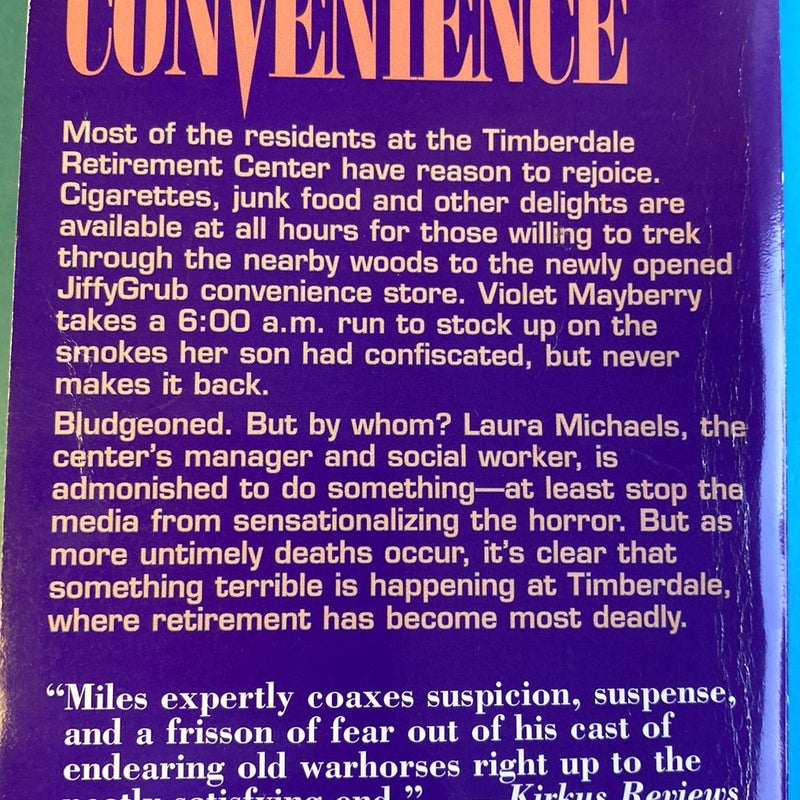 CONVENIENCE
Most of the residents at the Timberdale
Retirement Center have reason to rejoice.
Cigarettes, junk food and other delights are
available at all hours for those willing to trek
through the nearby woods to the newly opened
JiffyGrub convenience store. Violet Mayberry
takes a 6:00 a.m. run to stock up on the
smokes her son had confiscated, but never
makes it back.
Bludgeoned. But by whom? Laura Michaels, the
center's manager and social worker, is
admonished to do something—at least stop the
media from sensationalizing the horror. But as
more untimely deaths occur, it's clear that
something terrible is happening at Timberdale,
where retirement has become most deadly.
“Miles expertly coaxes suspicion, suspense,
and a frisson of fear out of his cast of
endearing old warhorses right up to the
satisfying end.” Kirkus Reviews